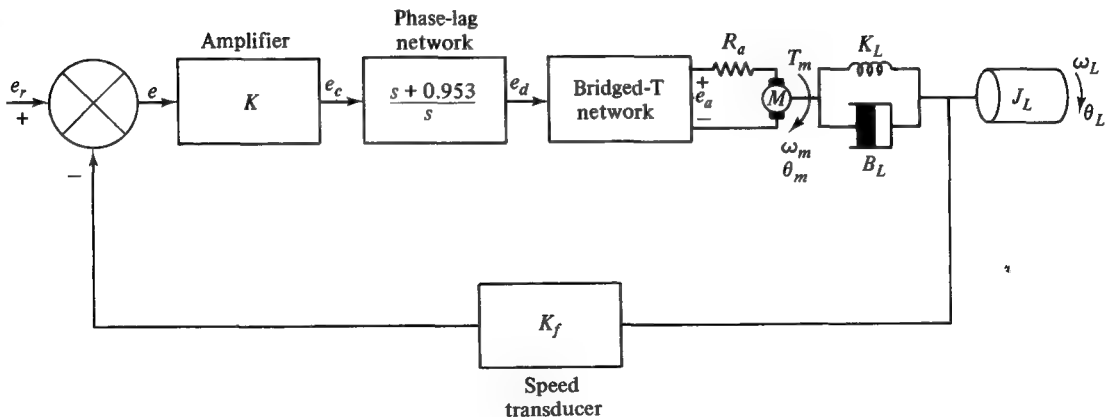 Amplifier
Phase-lag
network
e_r
+
−
e
K
e_c
s + 0.953
s
e_d
Bridged-T
network
+
e_a
−
R_a
M
T_m
ω_m
θ_m
K_L
B_L
J_L
ω_L
θ_L
K_f
Speed
transducer